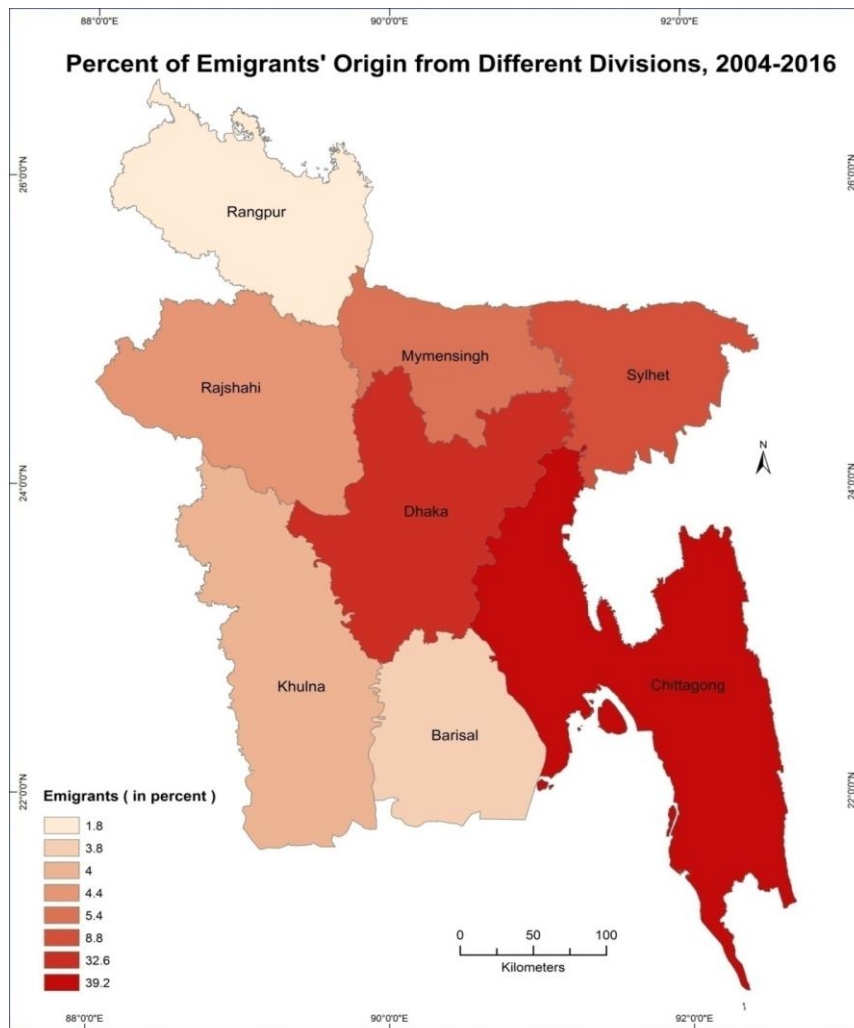 88°0'0"E 90°0'0"E 92°0'0"E
Percent of Emigrants' Origin from Different Divisions, 2004-2016
26°0'0"N 26°0'0"N
Rangpur
Mymensingh
Sylhet
Rajshahi
N
24°0'0"N 24°0'0"N
Dhaka
Khulna
Chittagong
Barisal
22°0'0"N 22°0'0"N
Emigrants ( in percent )
1.8
3.8
4
4.4
5.4
8.8
32.6
39.2
0 50 100
Kilometers
88°0'0"E 90°0'0"E 92°0'0"E